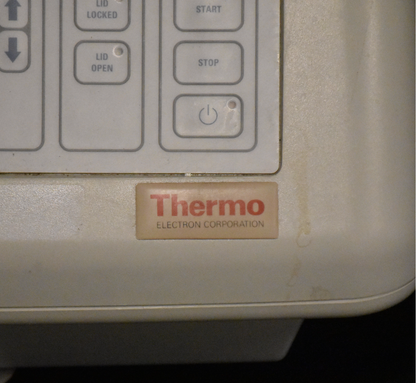 LID
LOCKED
START
LID
OPEN
STOP
Thermo
ELECTRON CORPORATION